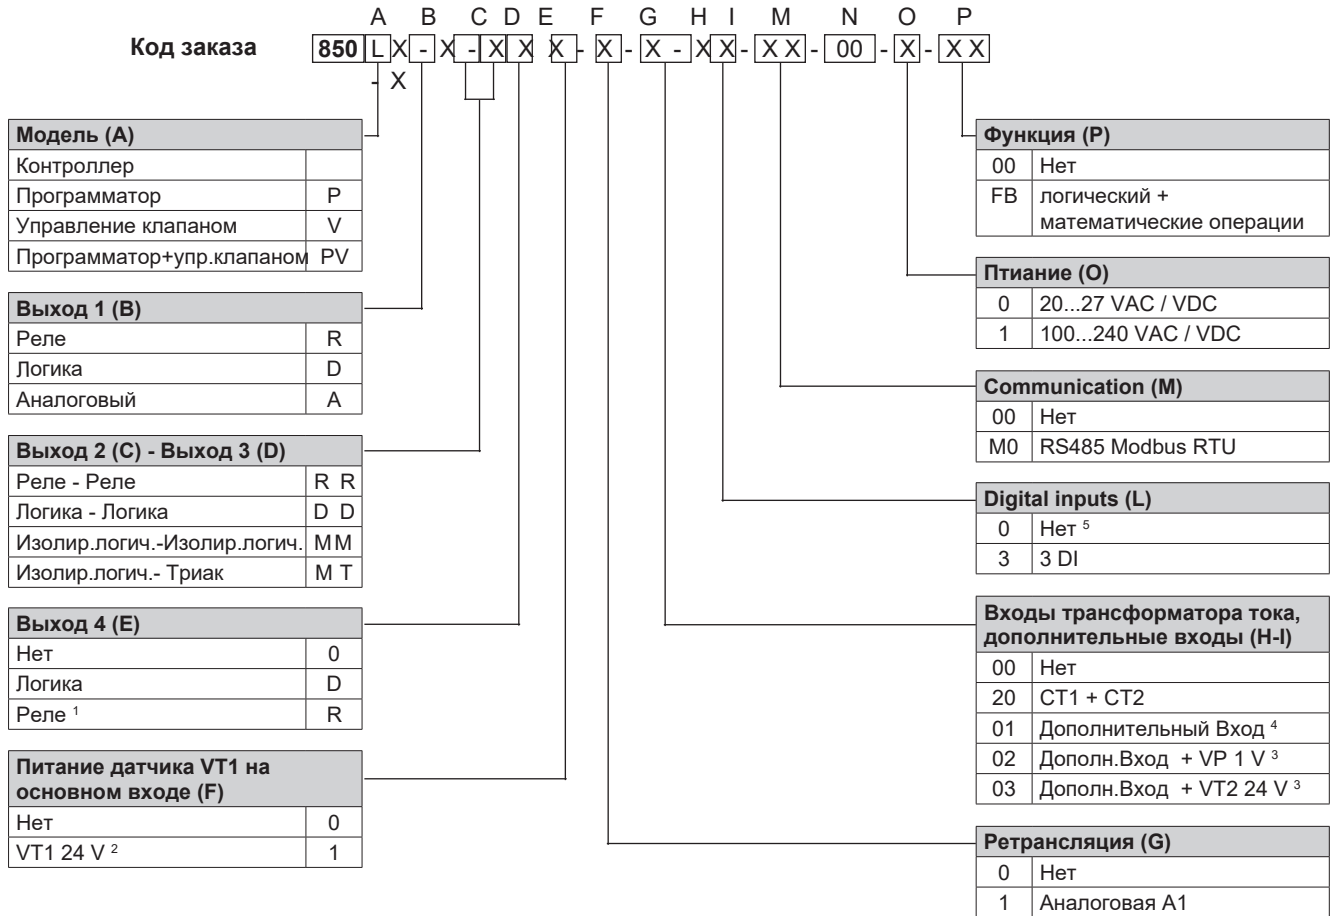 A B C D E F G H I M N O P
Код заказа 850 L X - X - X X X - X - X - X X - X X - 00 - X - X X
- X
Модель (A)
Контроллер
Программатор P
Управление клапаном V
Программатор+упр.клапаном PV
Выход 1 (B)
Реле R
Логика D
Аналоговый A
Выход 2 (C) - Выход 3 (D)
Реле - Реле R R
Логика - Логика D D
Изолир.логич.-Изолир.логич. MM
Изолир.логич.- Триак M T
Выход 4 (E)
Нет 0
Логика D
Реле ¹ R
Питание датчика VT1 на
основном входе (F)
Нет 0
VT1 24 V ² 1
Функция (P)
00 Нет
FB логический +
математические операции
Птиание (O)
0 20...27 VAC / VDC
1 100...240 VAC / VDC
Communication (M)
00 Нет
M0 RS485 Modbus RTU
Digital inputs (L)
0 Нет ⁵
3 3 DI
Входы трансформатора тока,
дополнительные входы (H-I)
00 Нет
20 CT1 + CT2
01 Дополнительный Вход ⁴
02 Дополн.Вход + VP 1 V ³
03 Дополн.Вход + VT2 24 V ³
Ретрансляция (G)
0 Нет
1 Аналоговая A1